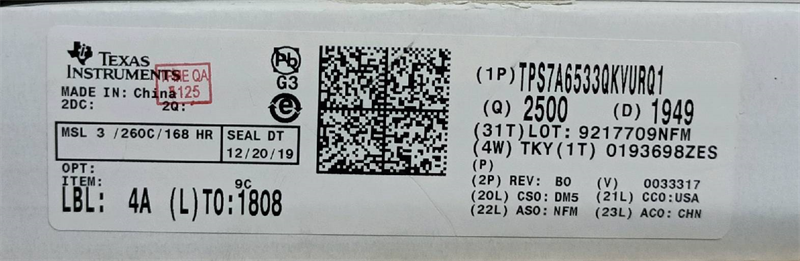 TEXAS
INSTRUMENTS
MADE IN: China
2DC: 2Q:
QA
5125
Pb
G3
e
MSL 3 /260C/168 HR
SEAL DT
12/20/19
OPT:
ITEM:
9C
LBL: 4A (L)TO:1808
(1P) TPS7A6533QKVURQ1
(Q) 2500 (D) 1949
(31T) LOT: 9217709NFM
(4W) TKY(1T) 0193698ZES
(P)
(2P) REV: B0 (V) 0033317
(20L) CSO: DM5 (21L) CCO:USA
(22L) ASO: NFM (23L) ACO: CHN